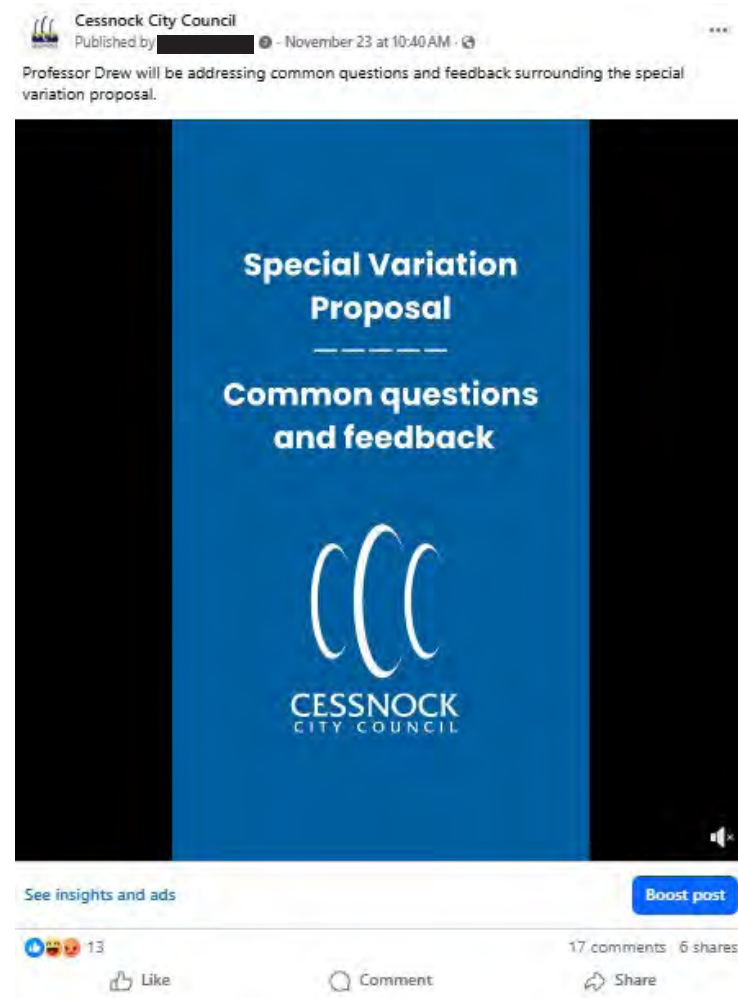 Cessnock City Council
Published by
· November 23 at 10:40 AM ·
Professor Drew will be addressing common questions and feedback surrounding the special
variation proposal.
Special Variation
Proposal
—————
Common questions
and feedback
CCC
CESSNOCK
CITY COUNCIL
See insights and ads
Boost post
13
17 comments 6 shares
Like
Comment
Share